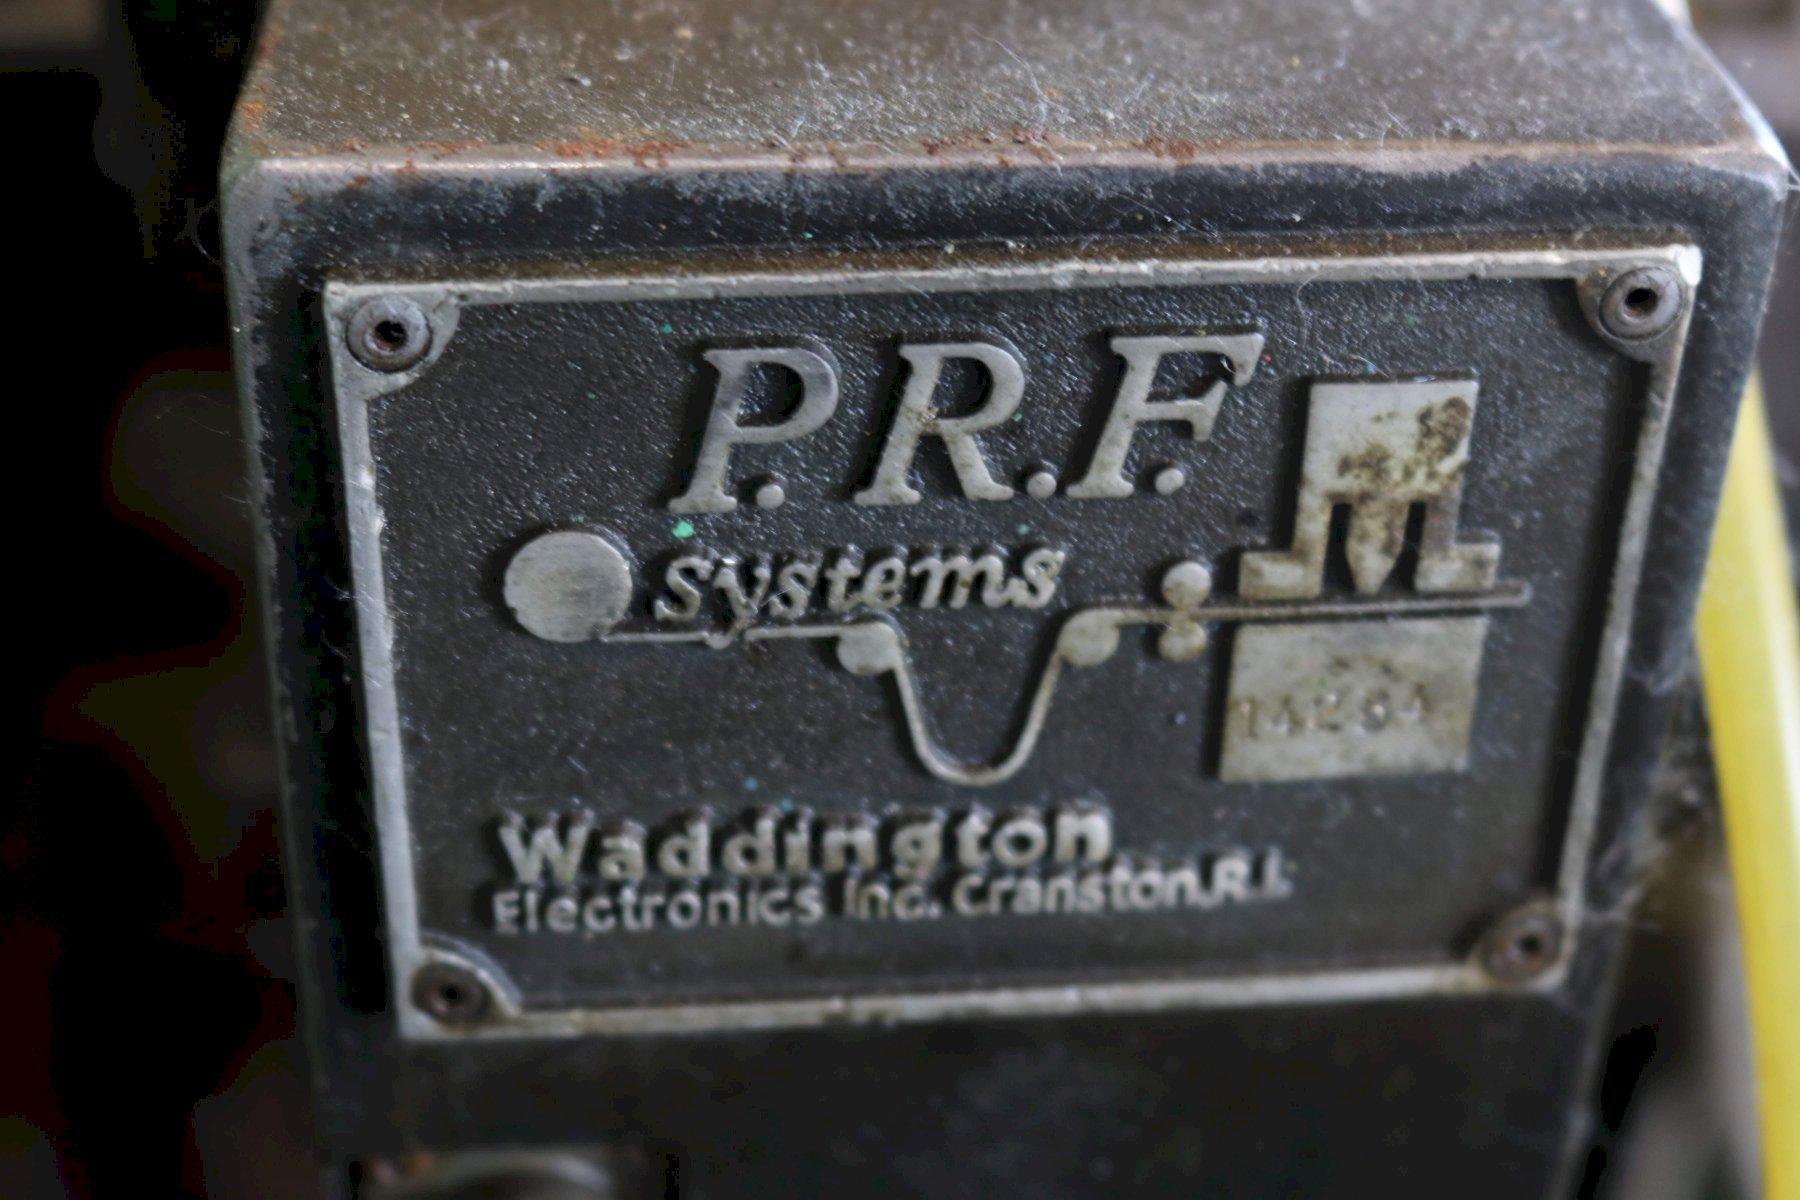 P.R.F.
systems
Waddington
Electronics Inc. Cranston,R.I.